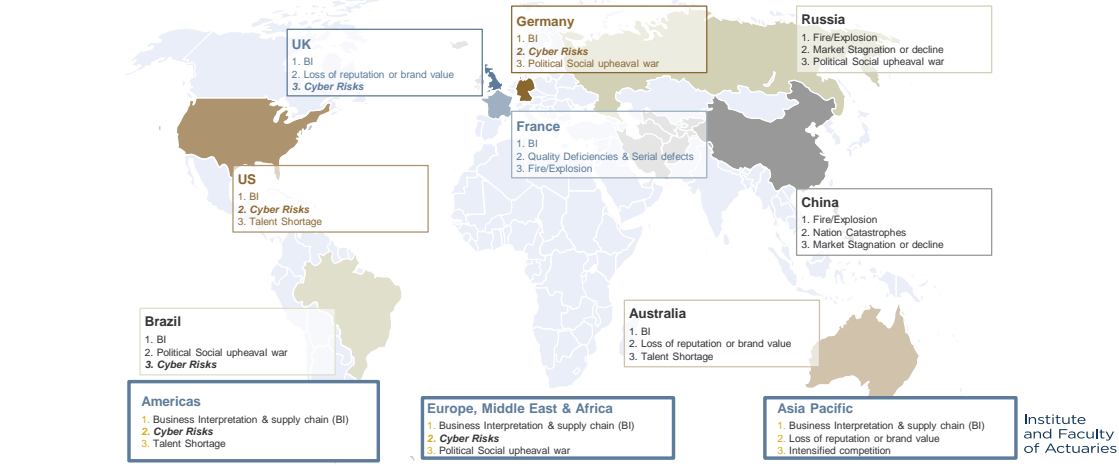 Germany
1. BI
2. Cyber Risks
3. Political Social upheaval war
Russia
1. Fire/Explosion
2. Market Stagnation or decline
3. Political Social upheaval war
UK
1. BI
2. Loss of reputation or brand value
3. Cyber Risks
France
1. BI
2. Quality Deficiencies & Serial defects
3. Fire/Explosion
US
1. BI
2. Cyber Risks
3. Talent Shortage
China
1. Fire/Explosion
2. Nation Catastrophes
3. Market Stagnation or decline
Brazil
1. BI
2. Political Social upheaval war
3. Cyber Risks
Australia
1. BI
2. Loss of reputation or brand value
3. Talent Shortage
Americas
1. Business Interpretation & supply chain (BI)
2. Cyber Risks
3. Talent Shortage
Europe, Middle East & Africa
1. Business Interpretation & supply chain (BI)
2. Cyber Risks
3. Political Social upheaval war
Asia Pacific
1. Business Interpretation & supply chain (BI)
2. Loss of reputation or brand value
3. Intensified competition
Institute
and Faculty
of Actuaries